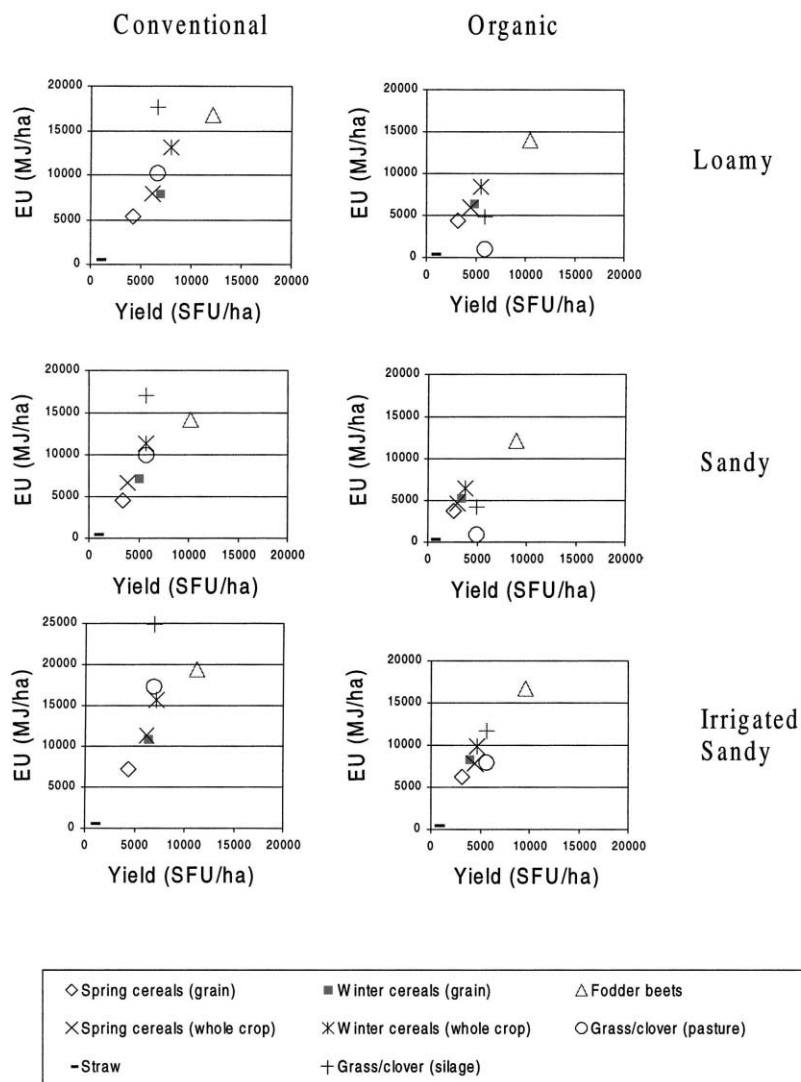 Conventional
Organic
20000
15000
10000
5000
0
EU (MJ/ha)
0 5000 10000 15000 20000
Yield (SFU/ha)
20000
15000
10000
5000
0
EU (MJ/ha)
0 5000 10000 15000 20000
Yield (SFU/ha)
Loamy
20000
15000
10000
5000
0
EU (MJ/ha)
0 5000 10000 15000 20000
Yield (SFU/ha)
20000
15000
10000
5000
0
EU (MJ/ha)
0 5000 10000 15000 20000
Yield (SFU/ha)
Sandy
25000
20000
15000
10000
5000
0
EU (MJ/ha)
0 5000 10000 15000 20000
Yield (SFU/ha)
20000
15000
10000
5000
0
EU (MJ/ha)
0 5000 10000 15000 20000
Yield (SFU/ha)
Irrigated
Sandy
Spring cereals (grain)
Winter cereals (grain)
Fodder beets
Spring cereals (whole crop)
Winter cereals (whole crop)
Grass/clover (pasture)
Straw
Grass/clover (silage)